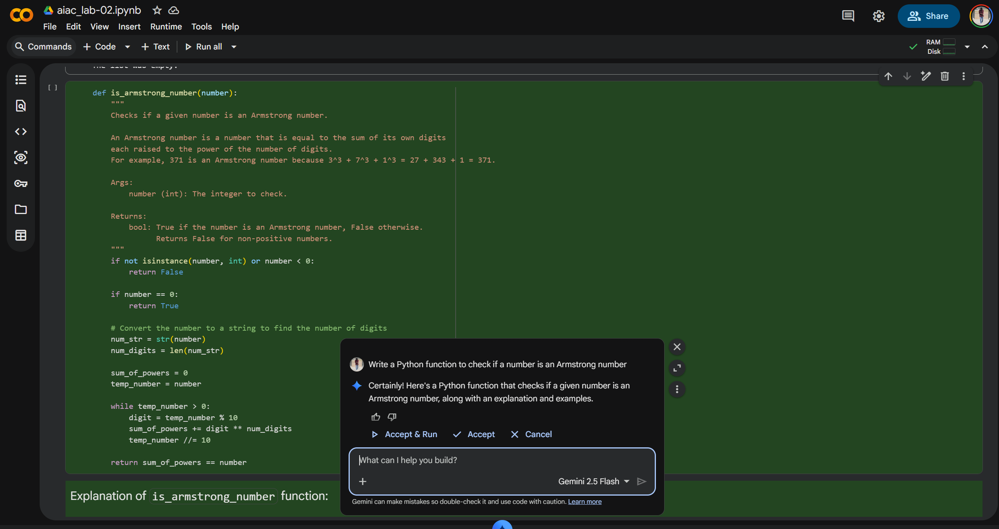 aiac_lab-02.ipynb
File Edit View Insert Runtime Tools Help
Share
Commands + Code + Text Run all
RAM
Disk
The list was empty.
[ ]
def is_armstrong_number(number):
"""
Checks if a given number is an Armstrong number.
An Armstrong number is a number that is equal to the sum of its own digits
each raised to the power of the number of digits.
For example, 371 is an Armstrong number because 3^3 + 7^3 + 1^3 = 27 + 343 + 1 = 371.
Args:
number (int): The integer to check.
Returns:
bool: True if the number is an Armstrong number, False otherwise.
Returns False for non-positive numbers.
"""
if not isinstance(number, int) or number < 0:
return False
if number == 0:
return True
# Convert the number to a string to find the number of digits
num_str = str(number)
num_digits = len(num_str)
sum_of_powers = 0
temp_number = number
while temp_number > 0:
digit = temp_number % 10
sum_of_powers += digit ** num_digits
temp_number //= 10
return sum_of_powers == number
Explanation of is_armstrong_number function:
Write a Python function to check if a number is an Armstrong number
Certainly! Here's a Python function that checks if a given number is an
Armstrong number, along with an explanation and examples.
Accept & Run Accept Cancel
What can I help you build?
Gemini 2.5 Flash
Gemini can make mistakes so double-check it and use code with caution. Learn more